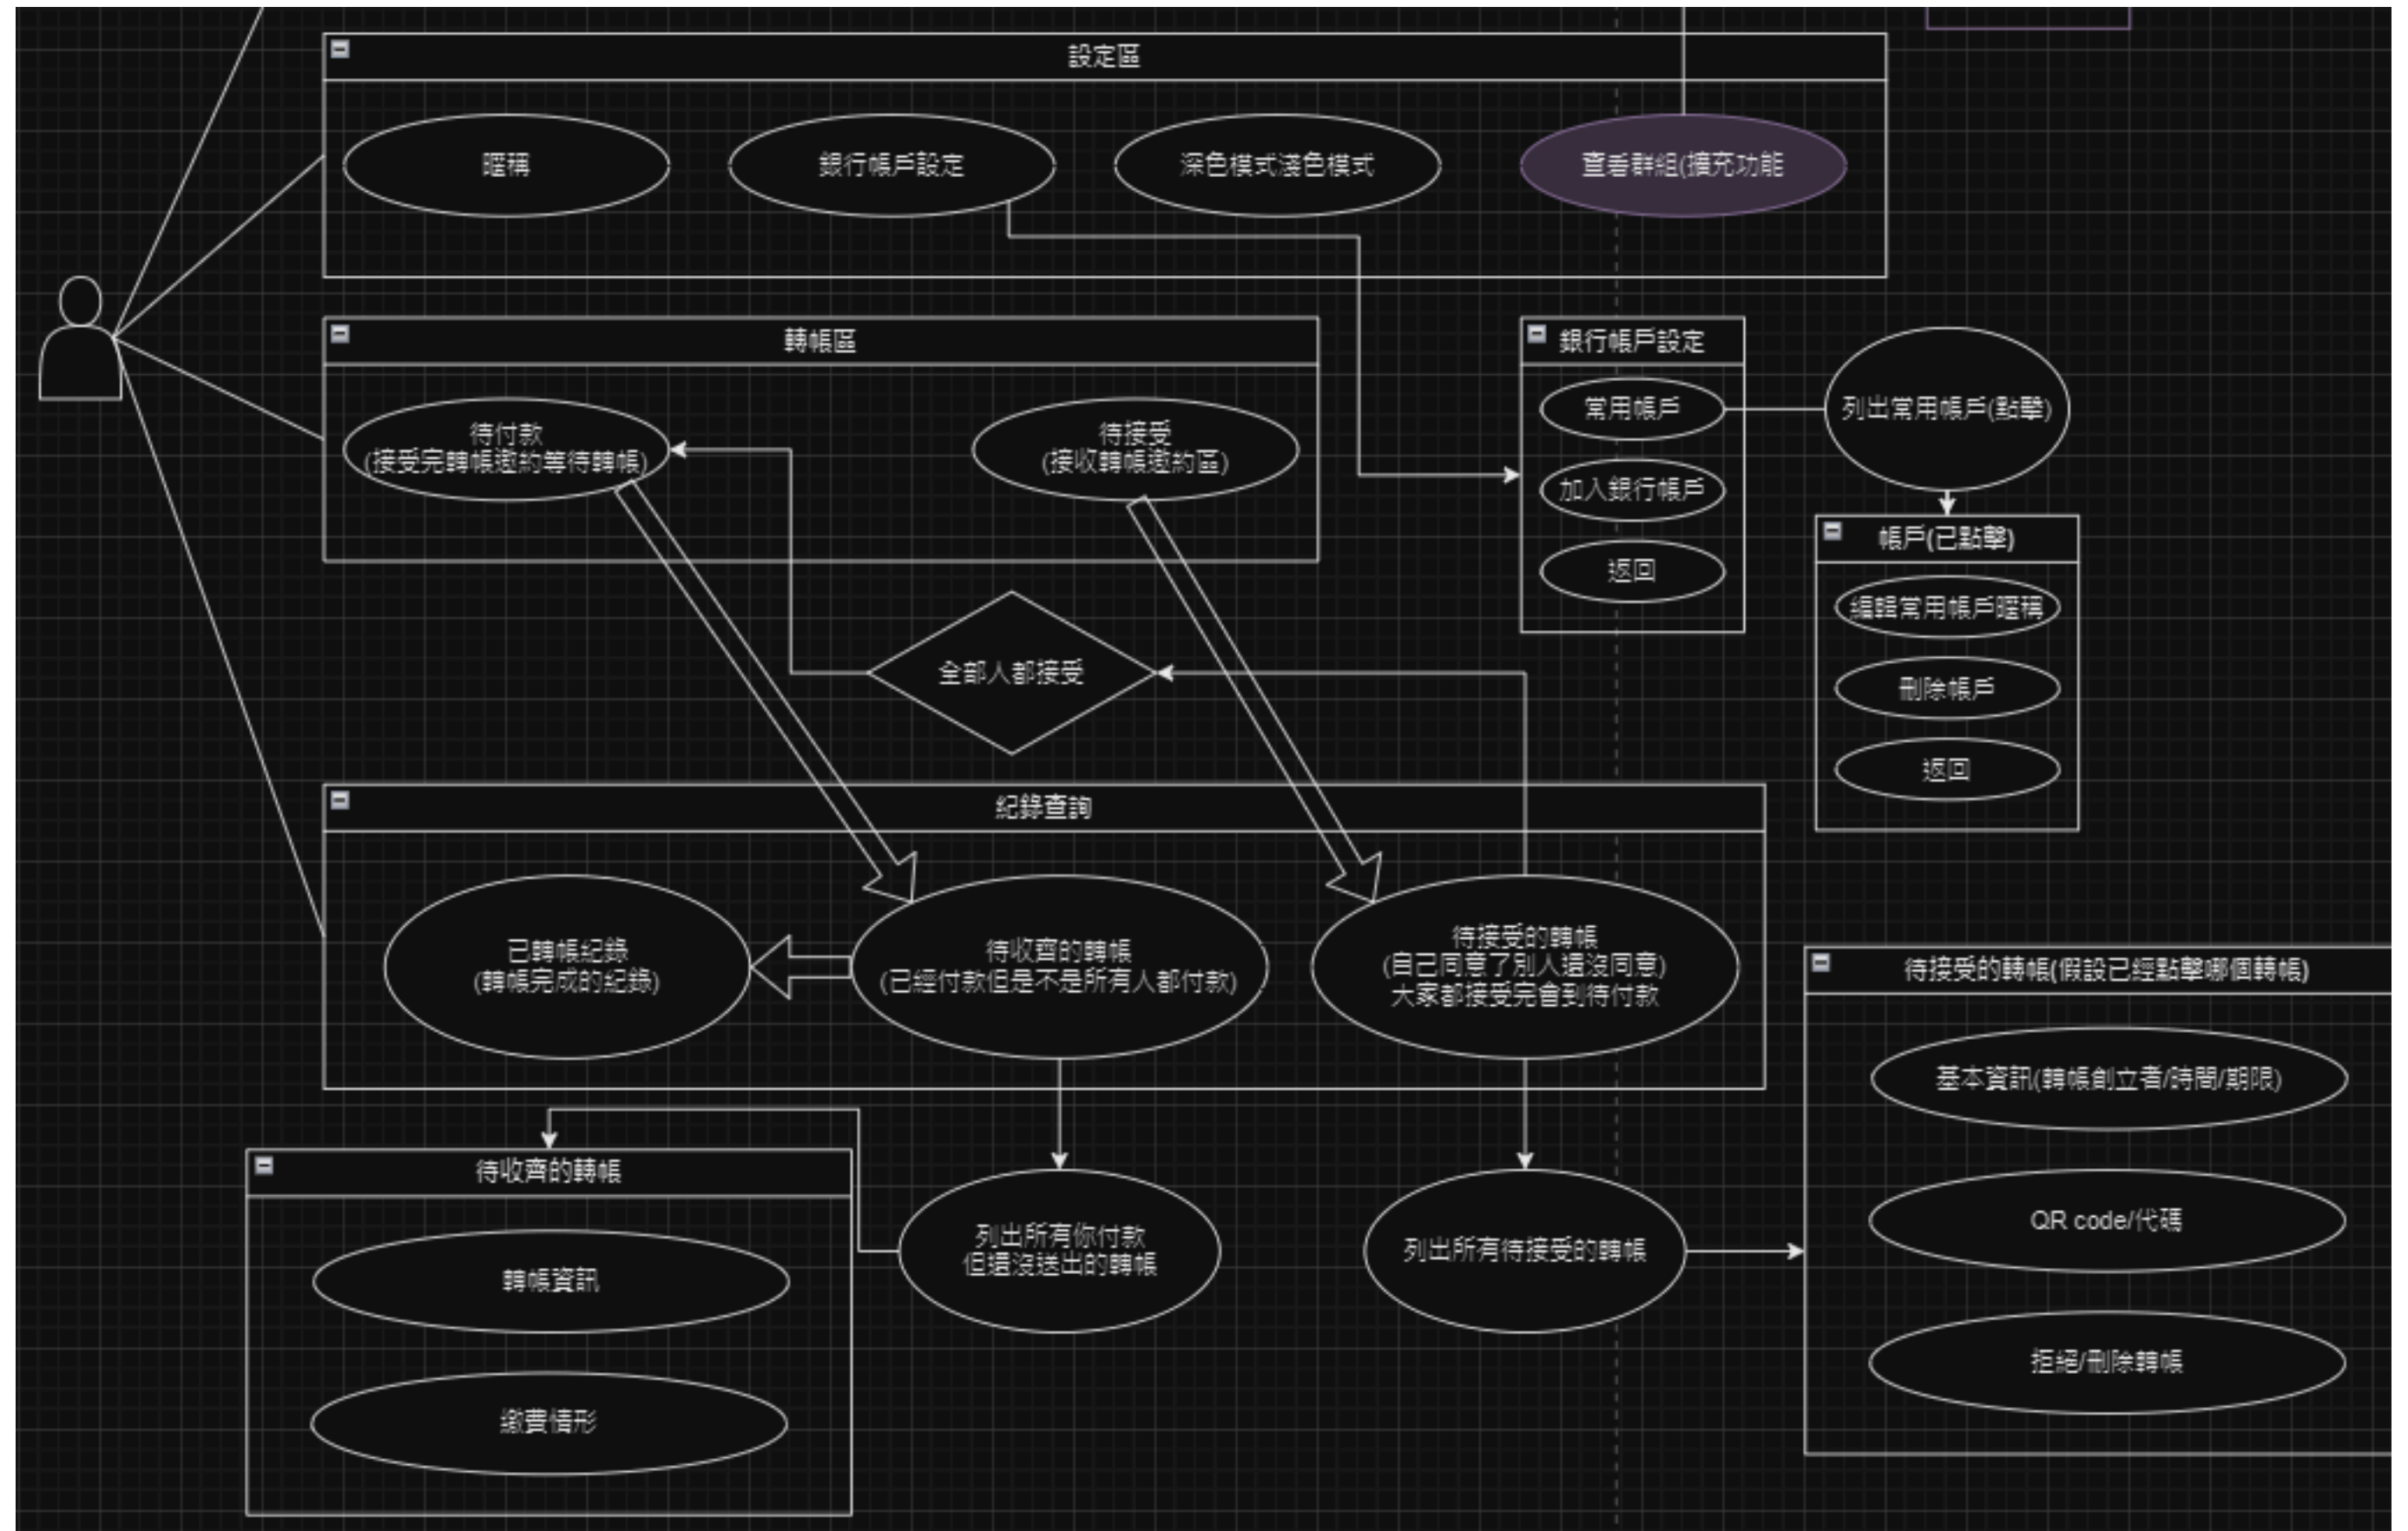 設定區
暱稱
銀行帳戶設定
深色模式淺色模式
查看群組(擴充功能
轉帳區
待付款
(接受完轉帳邀約等待轉帳)
待接受
(接收轉帳邀約區)
銀行帳戶設定
常用帳戶
加入銀行帳戶
返回
列出常用帳戶(點擊)
帳戶(已點擊)
編輯常用帳戶暱稱
刪除帳戶
返回
全部人都接受
紀錄查詢
已轉帳紀錄
(轉帳完成的紀錄)
待收齊的轉帳
(已經付款但是不是所有人都付款)
待接受的轉帳
(自己同意了別人還沒同意)
大家都接受完會到待付款
待接受的轉帳(假設已經點擊哪個轉帳)
基本資訊(轉帳創立者/時間/期限)
QR code/代碼
拒絕/刪除轉帳
待收齊的轉帳
轉帳資訊
繳費情形
列出所有你付款
但還沒送出的轉帳
列出所有待接受的轉帳